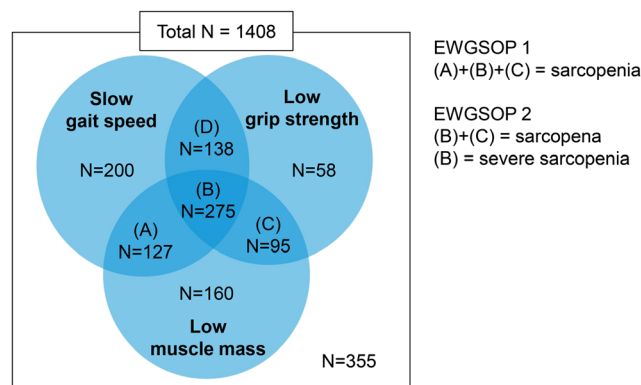 Total N = 1408
EWGSOP 1
(A)+(B)+(C) = sarcopenia
EWGSOP 2
(B)+(C) = sarcopena
(B) = severe sarcopenia
Slow
gait speed
Low
grip strength
(D)
N=138
N=200
N=58
(B)
N=275
(A)
N=127
(C)
N=95
N=160
Low
muscle mass
N=355